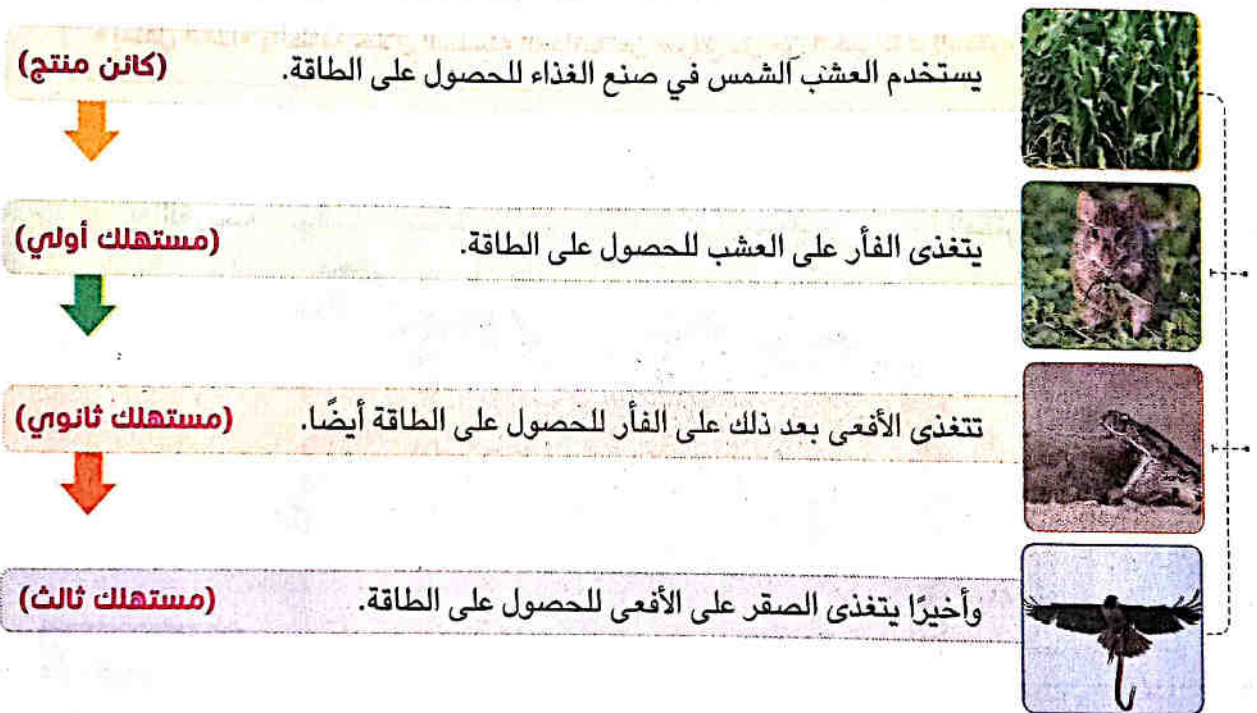 يستخدم العشب الشمس في صنع الغذاء للحصول على الطاقة. (كائن منتج)
يتغذى الفأر على العشب للحصول على الطاقة. (مستهلك أولي)
تتغذى الأفعى بعد ذلك على الفأر للحصول على الطاقة أيضًا. (مستهلك ثانوي)
وأخيرًا يتغذى الصقر على الأفعى للحصول على الطاقة. (مستهلك ثالث)